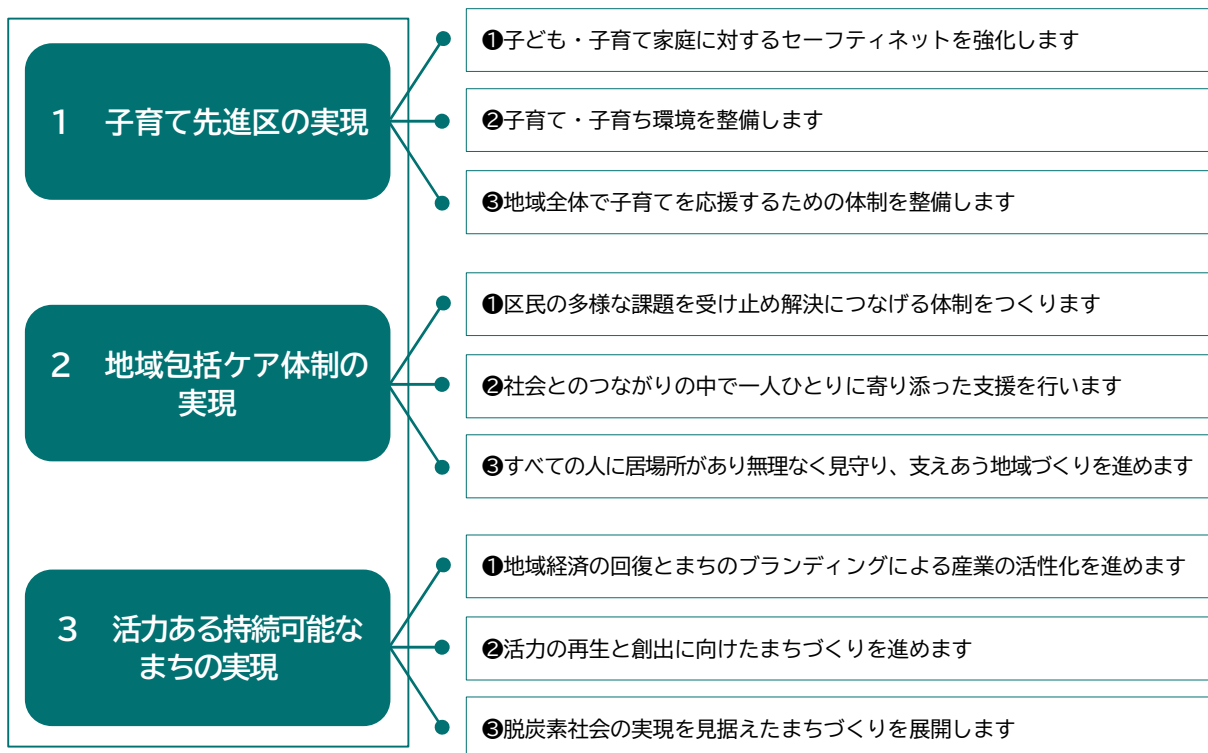 1 子育て先進区の実現
❶子ども・子育て家庭に対するセーフティネットを強化します
❷子育て・子育ち環境を整備します
❸地域全体で子育てを応援するための体制を整備します
2 地域包括ケア体制の
実現
❶区民の多様な課題を受け止め解決につなげる体制をつくります
❷社会とのつながりの中で一人ひとりに寄り添った支援を行います
❸すべての人に居場所があり無理なく見守り、支えあう地域づくりを進めます
3 活力ある持続可能な
まちの実現
❶地域経済の回復とまちのブランディングによる産業の活性化を進めます
❷活力の再生と創出に向けたまちづくりを進めます
❸脱炭素社会の実現を見据えたまちづくりを展開します